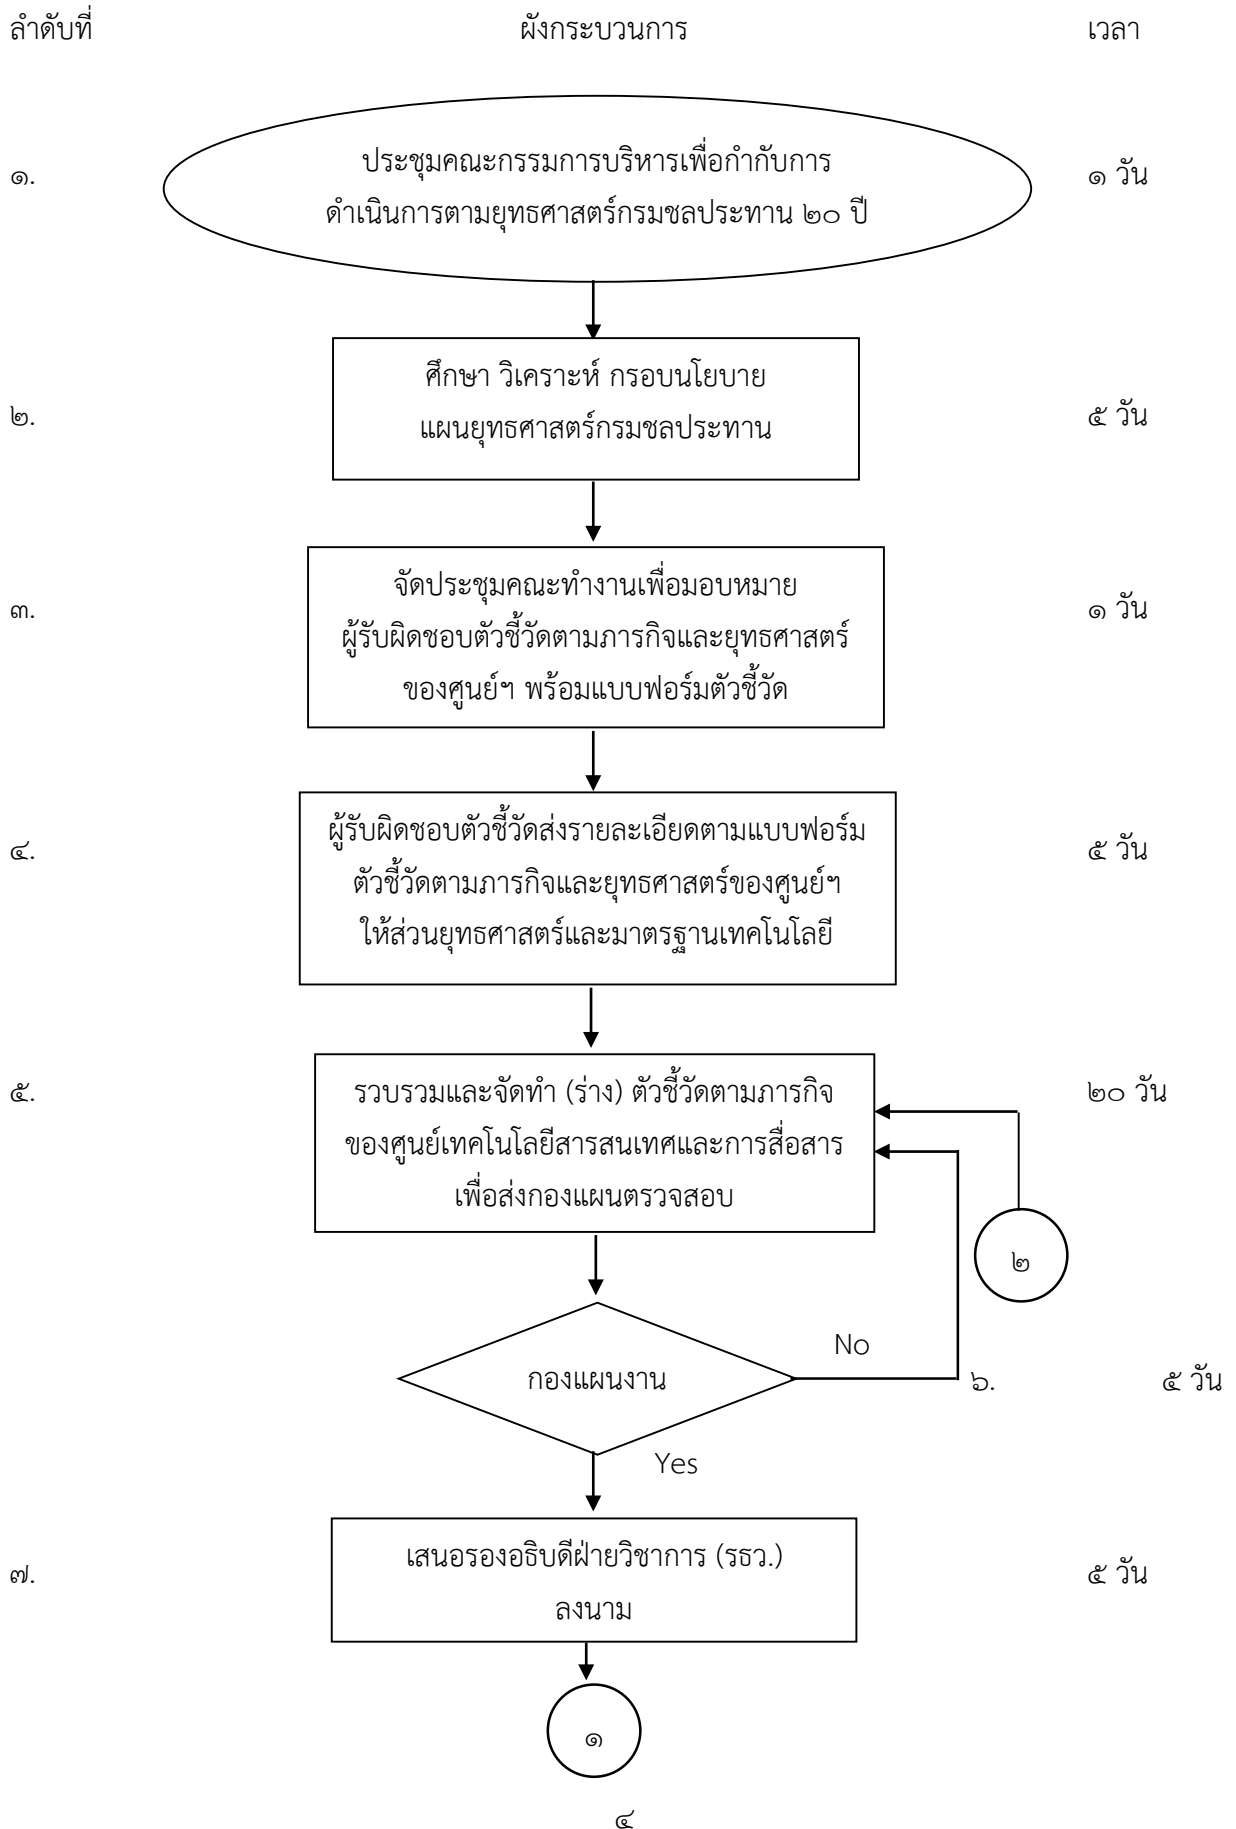 ลำดับที่ ผังกระบวนการ เวลา
๑. ประชุมคณะกรรมการบริหารเพื่อกำกับการ ๑ วัน
ดำเนินการตามยุทธศาสตร์กรมชลประทาน ๒๐ ปี
ศึกษา วิเคราะห์ กรอบนโยบาย
๒. แผนยุทธศาสตร์กรมชลประทาน ๕ วัน
จัดประชุมคณะทำงานเพื่อมอบหมาย
๓. ผู้รับผิดชอบตัวชี้วัดตามภารกิจและยุทธศาสตร์ ๑ วัน
ของศูนย์ฯ พร้อมแบบฟอร์มตัวชี้วัด
ผู้รับผิดชอบตัวชี้วัดส่งรายละเอียดตามแบบฟอร์ม
๔. ตัวชี้วัดตามภารกิจและยุทธศาสตร์ของศูนย์ฯ ๕ วัน
ให้ส่วนยุทธศาสตร์และมาตรฐานเทคโนโลยี
๕. รวบรวมและจัดทำ (ร่าง) ตัวชี้วัดตามภารกิจ ๒๐ วัน
ของศูนย์เทคโนโลยีสารสนเทศและการสื่อสาร
เพื่อส่งกองแผนตรวจสอบ
๒
No
กองแผนงาน ๖. ๕ วัน
Yes
๗. เสนอรองอธิบดีฝ่ายวิชาการ (รธว.) ๕ วัน
ลงนาม
๑
๔